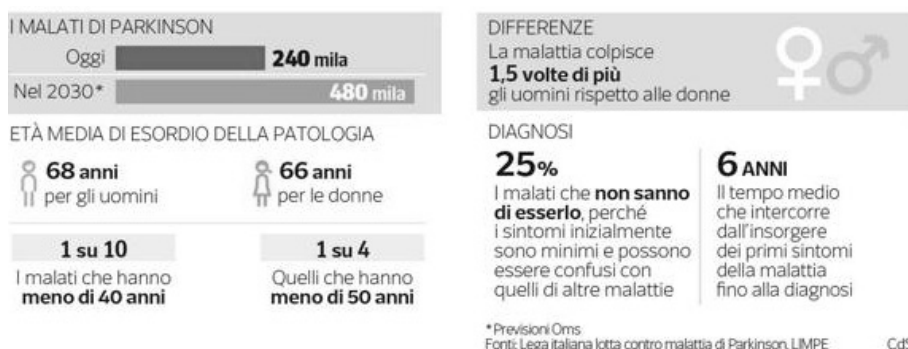 I MALATI DI PARKINSON
Oggi
240 mila
Nel 2030*
480 mila
ETÀ MEDIA DI ESORDIO DELLA PATOLOGIA
68 anni
per gli uomini
66 anni
per le donne
1 su 10
I malati che hanno
meno di 40 anni
1 su 4
Quelli che hanno
meno di 50 anni
DIFFERENZE
La malattia colpisce
1,5 volte di più
gli uomini rispetto alle donne
DIAGNOSI
25%
I malati che non sanno
di esserlo, perché
i sintomi inizialmente
sono minimi e possono
essere confusi con
quelli di altre malattie
6 ANNI
Il tempo medio
che intercorre
dall'insorgere
dei primi sintomi
della malattia
fino alla diagnosi
*Previsioni Oms
Fonti: Lega italiana lotta contro malattia di Parkinson, LIMPE
CdS